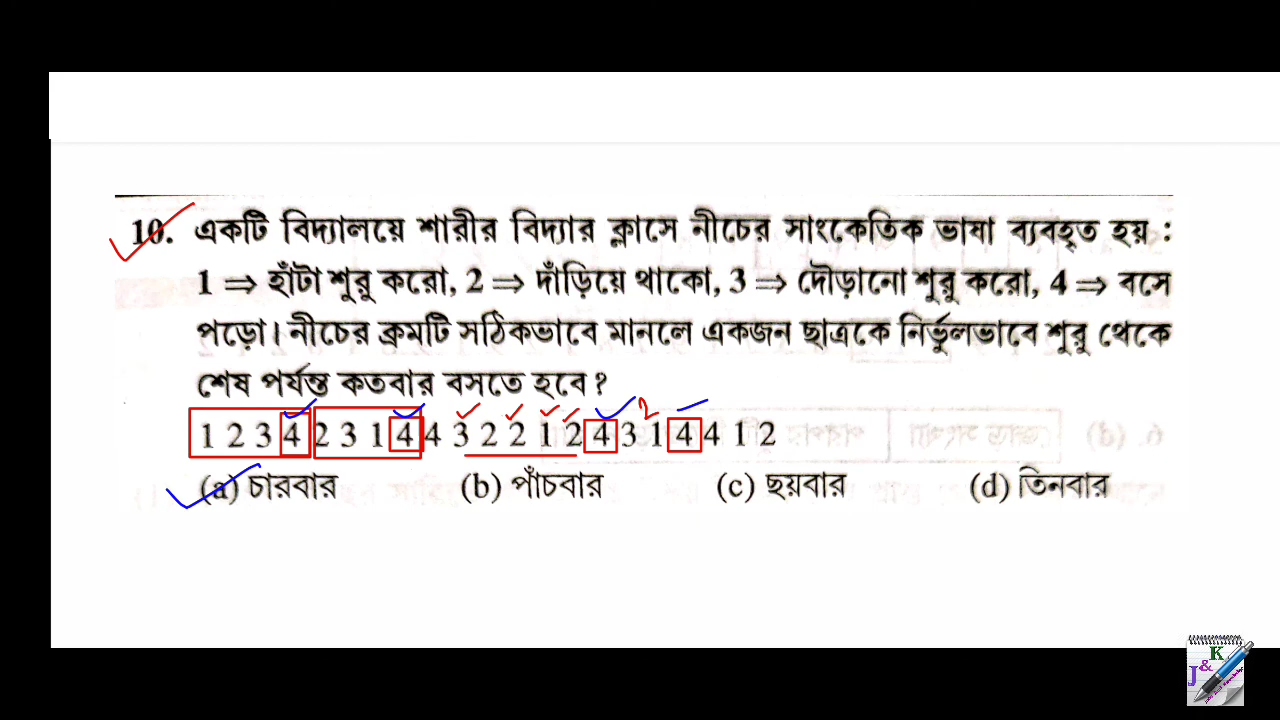 10. একটি বিদ্যালয়ে শারীর বিদ্যার ক্লাসে নীচের সাংকেতিক ভাষা ব্যবহৃত হয় :
1 ⇒ হাঁটা শুরু করো, 2 ⇒ দাঁড়িয়ে থাকো, 3 ⇒ দৌড়ানো শুরু করো, 4 ⇒ বসে
পড়ো। নীচের ক্রমটি সঠিকভাবে মানলে একজন ছাত্রকে নির্ভুলভাবে শুরু থেকে
শেষ পর্যন্ত কতবার বসতে হবে?
2
1 2 3 4 2 3 1 4 4 3 2 2 1 2 4 3 1 4 4 1 2
(a) চারবার (b) পাঁচবার (c) ছয়বার (d) তিনবার
J&K